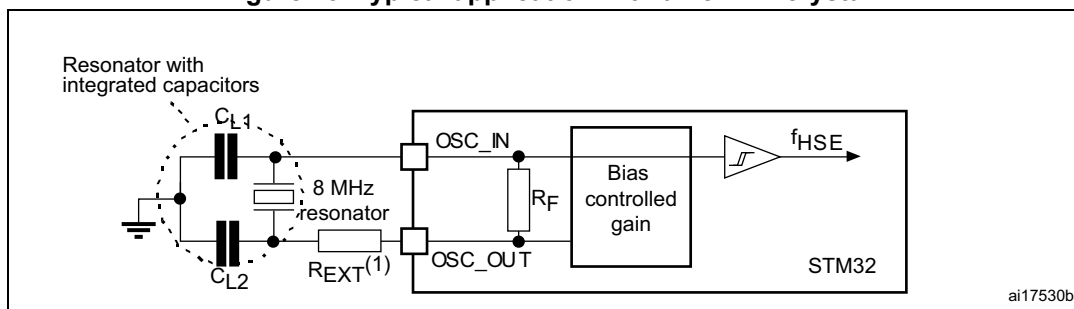 Resonator with
integrated capacitors
CL1
OSC_IN
fHSE
8 MHz
resonator
RF
Bias
controlled
gain
REXT(1)
OSC_OUT
CL2
STM32
ai17530b